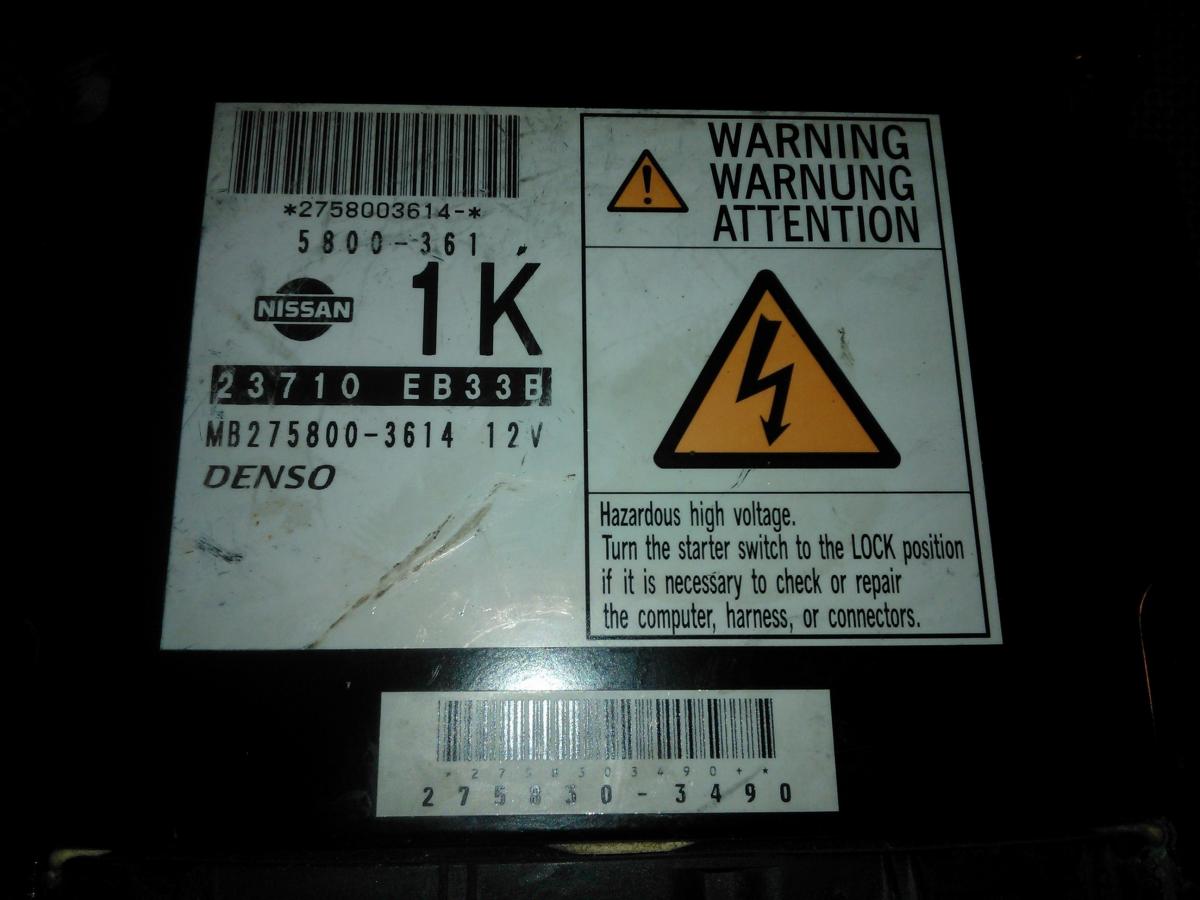 *2758003614-*
5800-361
1K
NISSAN
23710 EB33B
MB275800-3614 12V
DENSO
WARNING
WARNUNG
ATTENTION
Hazardous high voltage.
Turn the starter switch to the LOCK position
if it is necessary to check or repair
the computer, harness, or connectors.
*2758303490+*
275830-3490